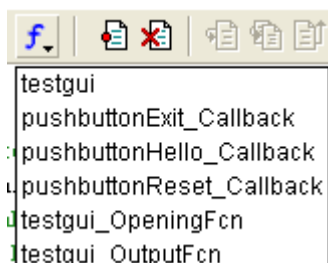 f
testgui
pushbuttonExit_Callback
pushbuttonHello_Callback
pushbuttonReset_Callback
testgui_OpeningFcn
testgui_OutputFcn